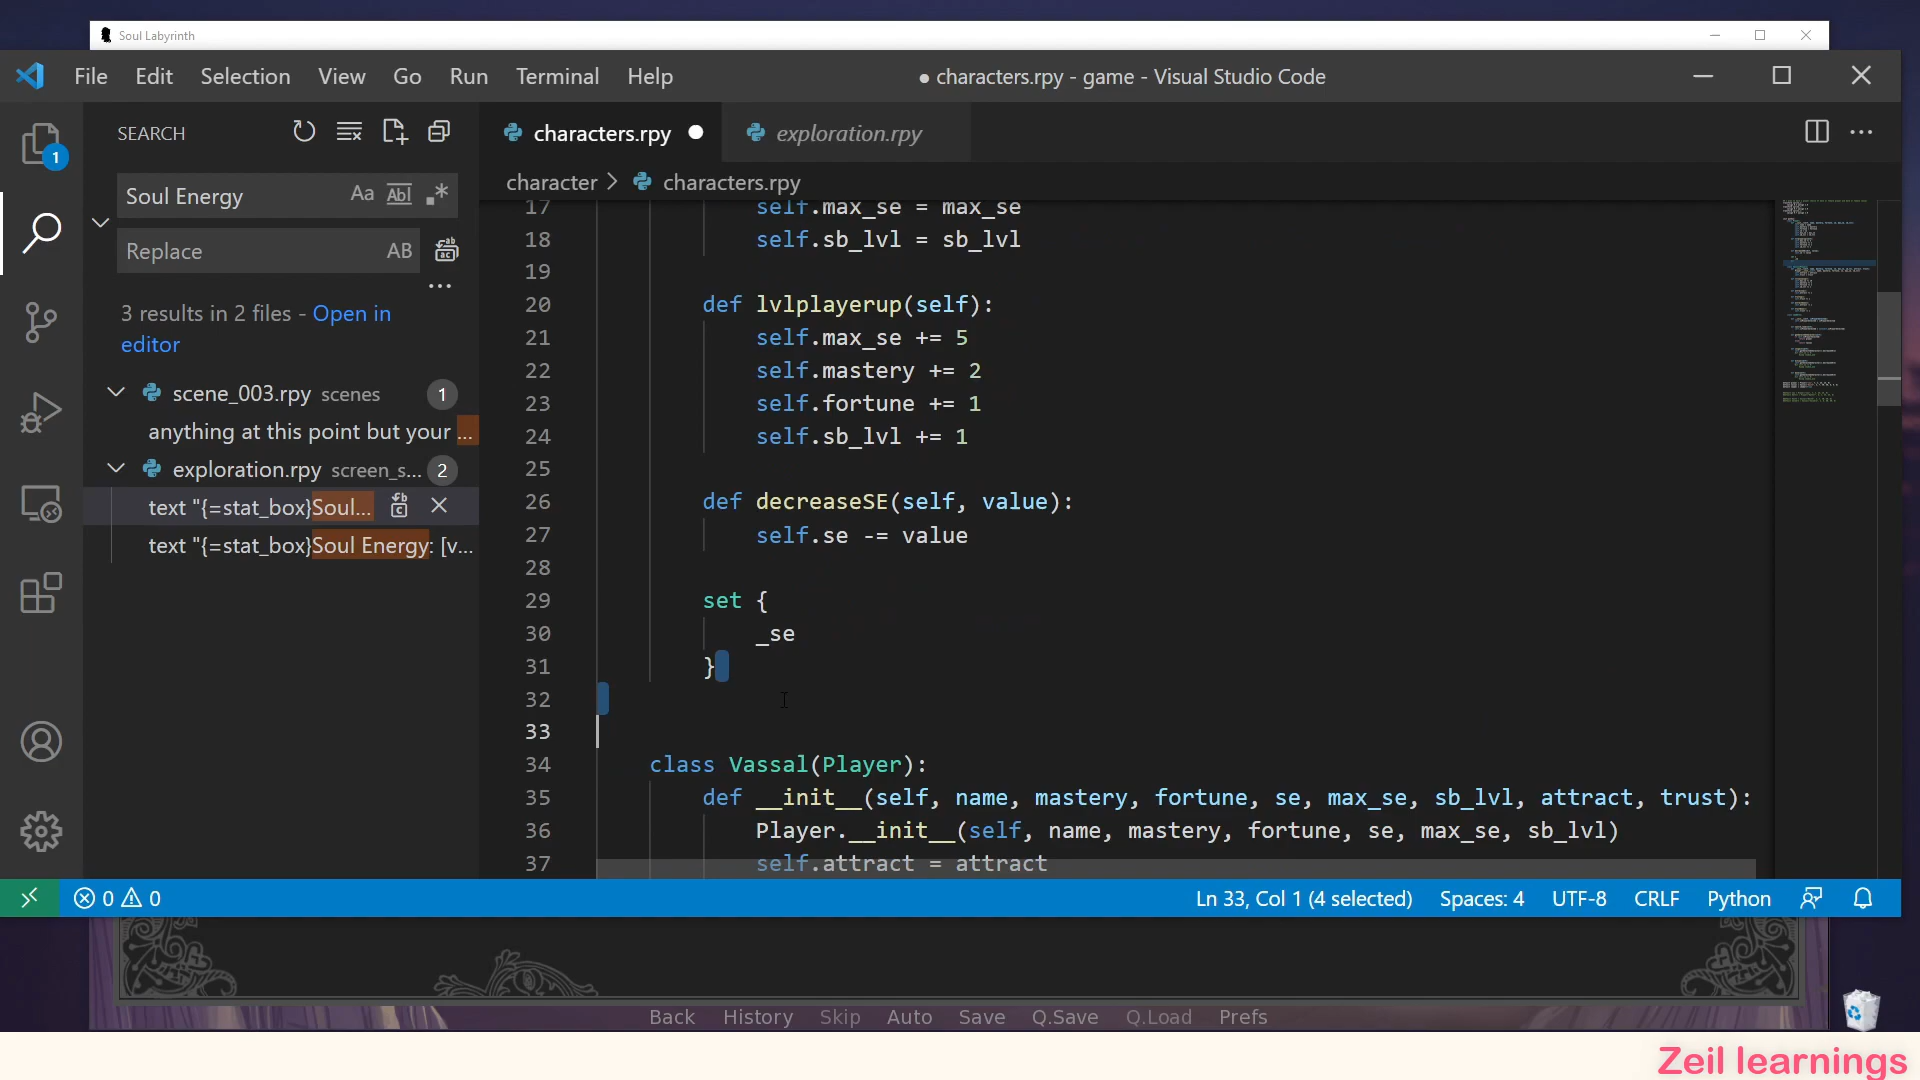 Soul Labyrinth
File Edit Selection View Go Run Terminal Help
● characters.rpy - game - Visual Studio Code
SEARCH
characters.rpy
exploration.rpy
1
Soul Energy
Aa Abl .*
Replace
AB
character > characters.rpy
3 results in 2 files - Open in
editor
scene_003.rpy scenes 1
anything at this point but your ...
exploration.rpy screen_s... 2
text "{=stat_box}Soul...
text "{=stat_box}Soul Energy: [v...
17 self.max_se = max_se
18 self.sb_lvl = sb_lvl
19
20 def lvlplayerup(self):
21 self.max_se += 5
22 self.mastery += 2
23 self.fortune += 1
24 self.sb_lvl += 1
25
26 def decreaseSE(self, value):
27 self.se -= value
28
29 set {
30 _se
31 }
32
33
34 class Vassal(Player):
35 def __init__(self, name, mastery, fortune, se, max_se, sb_lvl, attract, trust):
36 Player.__init__(self, name, mastery, fortune, se, max_se, sb_lvl)
37 self.attract = attract
0 0
Ln 33, Col 1 (4 selected) Spaces: 4 UTF-8 CRLF Python
Back History Skip Auto Save Q.Save Q.Load Prefs
Zeil learnings